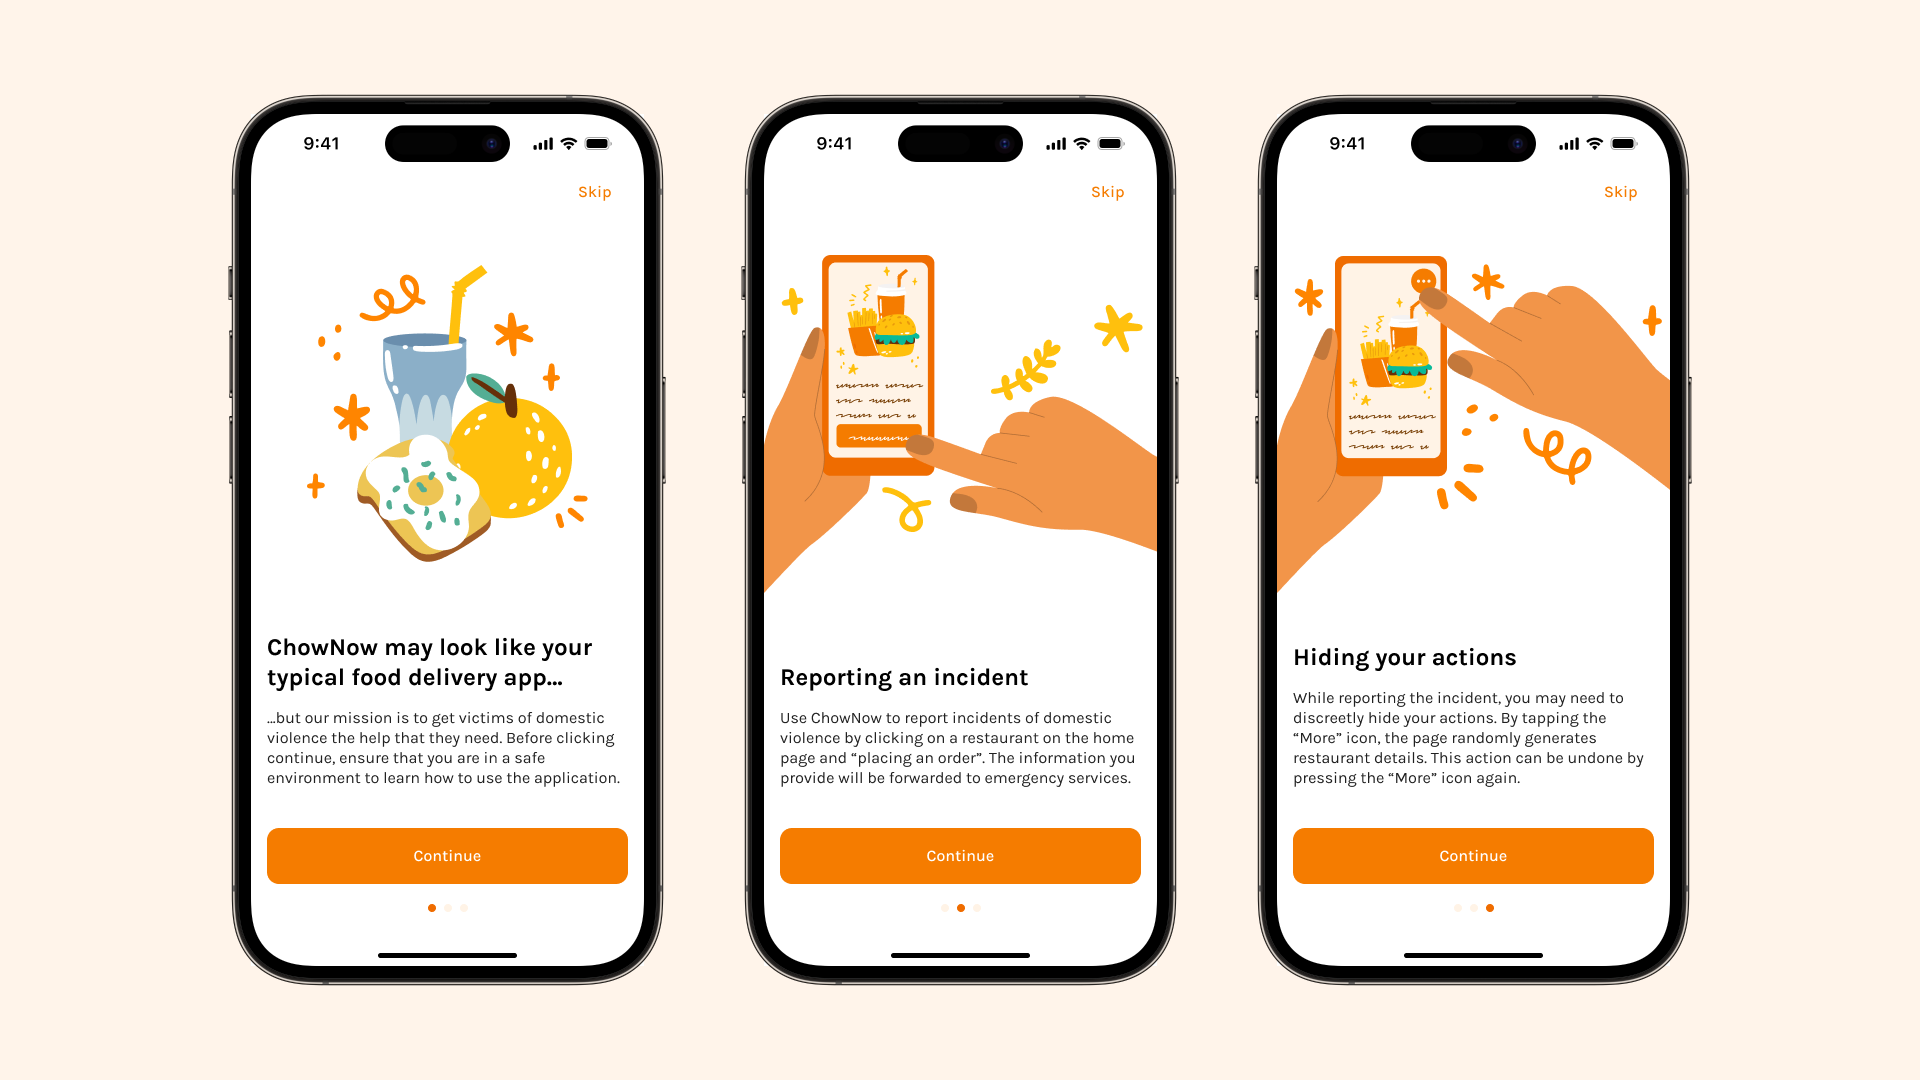 9:41
Skip
ChowNow may look like your
typical food delivery app...
...but our mission is to get victims of domestic
violence the help that they need. Before clicking
continue, ensure that you are in a safe
environment to learn how to use the application.
Continue
9:41
Skip
Reporting an incident
Use ChowNow to report incidents of domestic
violence by clicking on a restaurant on the home
page and “placing an order”. The information you
provide will be forwarded to emergency services.
Continue
9:41
Skip
Hiding your actions
While reporting the incident, you may need to
discreetly hide your actions. By tapping the
“More” icon, the page randomly generates
restaurant details. This action can be undone by
pressing the “More” icon again.
Continue